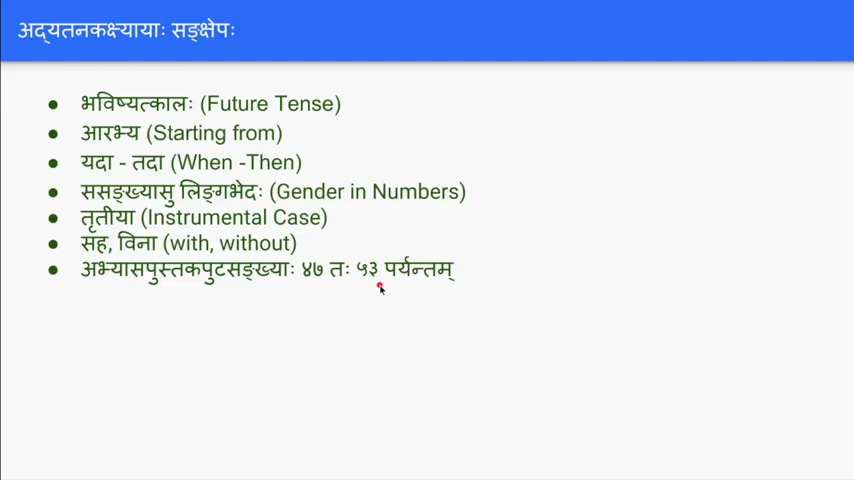 अद्यतनकक्ष्यायाः सङ्क्षेपः
● भविष्यत्कालः (Future Tense)
● आरभ्य (Starting from)
● यदा - तदा (When -Then)
● ससङ्ख्यासु लिङ्गभेदः (Gender in Numbers)
● तृतीया (Instrumental Case)
● सह, विना (with, without)
● अभ्यासपुस्तकपुटसङ्ख्याः ४७ तः ५३ पर्यन्तम्